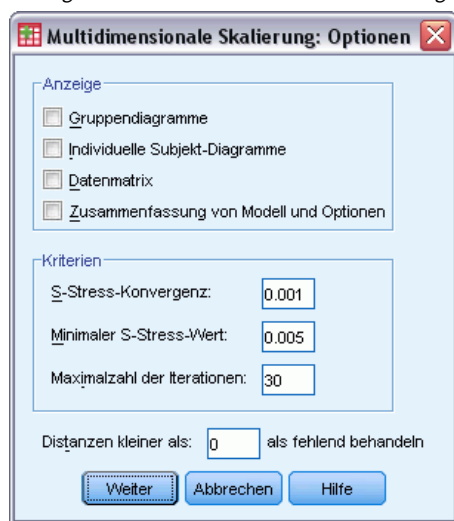 Multidimensionale Skalierung: Optionen
Anzeige
Gruppendiagramme
Individuelle Subjekt-Diagramme
Datenmatrix
Zusammenfassung von Modell und Optionen
Kriterien
S-Stress-Konvergenz: 0.001
Minimaler S-Stress-Wert: 0.005
Maximalzahl der Iterationen: 30
Distanzen kleiner als: 0 als fehlend behandeln
Weiter Abbrechen Hilfe